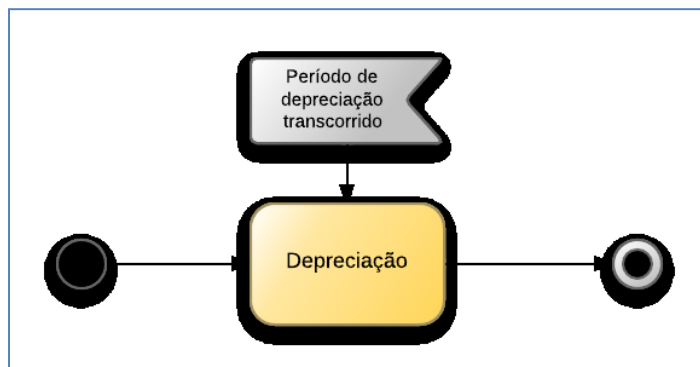 Período de
depreciação
transcorrido
Depreciação